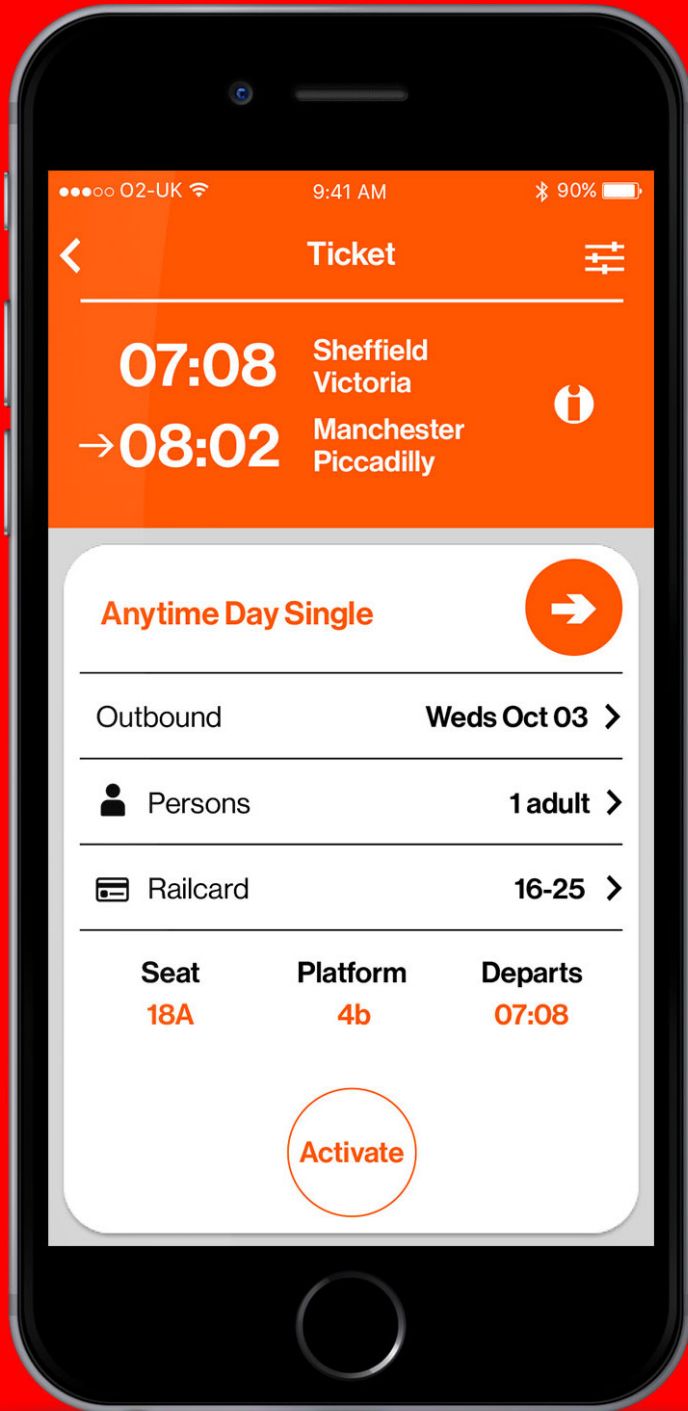 ●●●○○ O2-UK 9:41 AM 90%
Ticket
07:08 Sheffield
Victoria
→08:02 Manchester
Piccadilly
Anytime Day Single
Outbound Weds Oct 03
Persons 1 adult
Railcard 16-25
Seat Platform Departs
18A 4b 07:08
Activate